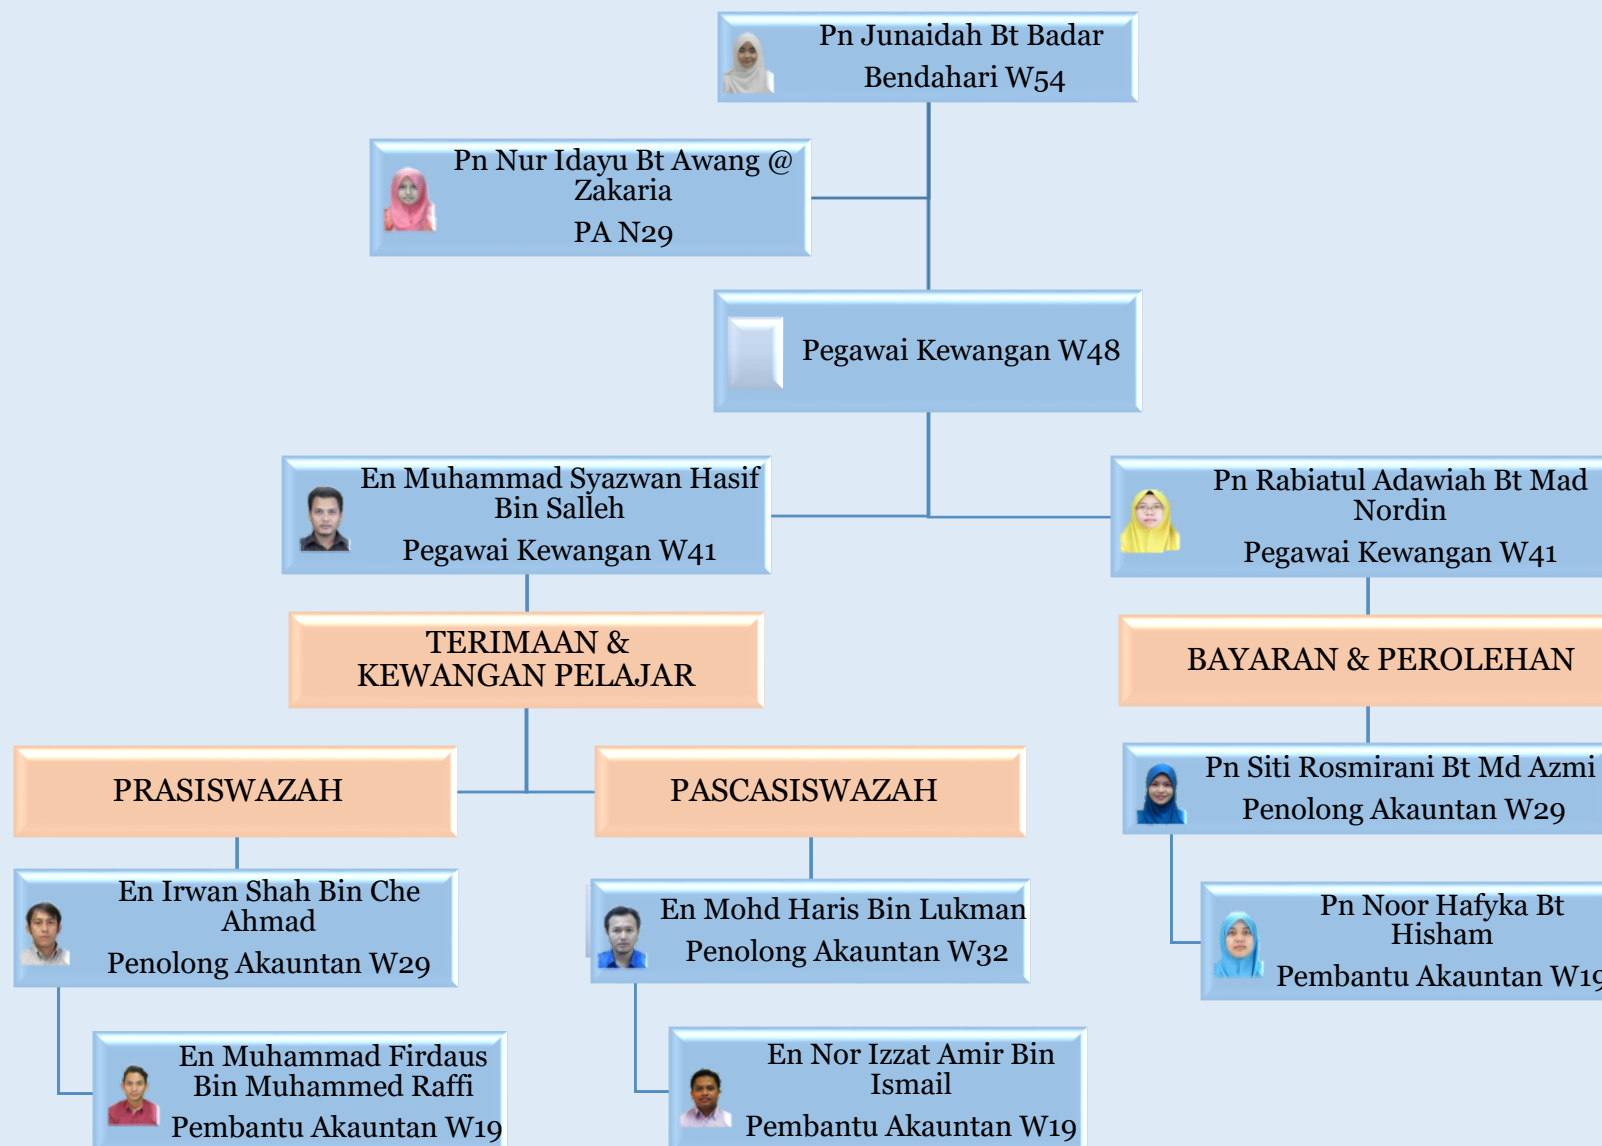 Pn Junaidah Bt Badar
Bendahari W54
Pn Nur Idayu Bt Awang @
Zakaria
PA N29
Pegawai Kewangan W48
En Muhammad Syazwan Hasif
Bin Salleh
Pegawai Kewangan W41
Pn Rabiatul Adawiah Bt Mad
Nordin
Pegawai Kewangan W41
TERIMAAN &
KEWANGAN PELAJAR
BAYARAN & PEROLEHAN
PRASISWAZAH
PASCASISWAZAH
Pn Siti Rosmirani Bt Md Azmi
Penolong Akauntan W29
En Irwan Shah Bin Che
Ahmad
Penolong Akauntan W29
En Mohd Haris Bin Lukman
Penolong Akauntan W32
Pn Noor Hafyka Bt
Hisham
Pembantu Akauntan W19
En Muhammad Firdaus
Bin Muhammed Raffi
Pembantu Akauntan W19
En Nor Izzat Amir Bin
Ismail
Pembantu Akauntan W19